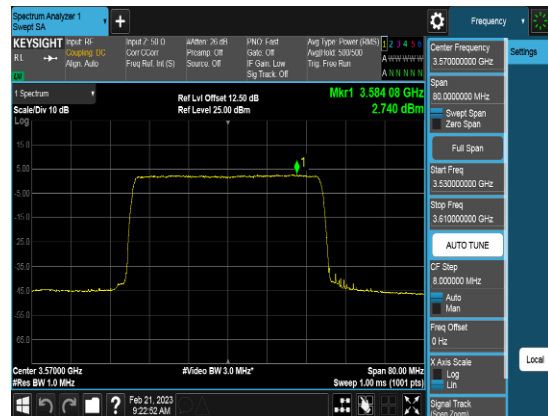 Spectrum Analyzer 1
Swept SA
Frequency
KEYSIGHT
Input: RF
Coupling: DC
Align: Auto
Input Z: 50 Ω
Corr CCorr
Freq Ref: Int (S)
#Atten: 26 dB
Preamp: Off
Source: Off
PNO: Fast
Gate: Off
IF Gain: Low
Sig Track: Off
Avg Type: Power (RMS)
Avg|Hold: 500/500
Trig: Free Run
1 2 3 4 5 6
A W W W W W
A N N N N N
RL
LXI
1 Spectrum
Scale/Div 10 dB
Log
Ref Lvl Offset 12.50 dB
Ref Level 25.00 dBm
Mkr1 3.584 08 GHz
2.740 dBm
15.0
5.00
-5.00
-15.0
-25.0
-35.0
-45.0
-55.0
-65.0
1
Center 3.57000 GHz
#Res BW 1.0 MHz
#Video BW 3.0 MHz*
Span 80.00 MHz
Sweep 1.00 ms (1001 pts)
Feb 21, 2023
9:22:52 AM
?
Center Frequency
3.570000000 GHz
Settings
Span
80.0000000 MHz
Swept Span
Zero Span
Full Span
Start Freq
3.530000000 GHz
Stop Freq
3.610000000 GHz
AUTO TUNE
CF Step
8.000000 MHz
Auto
Man
Freq Offset
0 Hz
X Axis Scale
Log
Lin
Local
Signal Track
(Span Zoom)